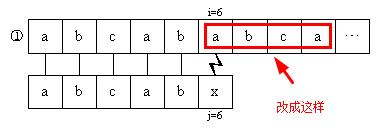 i=6
① a b c a b a b c a …
a b c a b x
j=6
改成这样